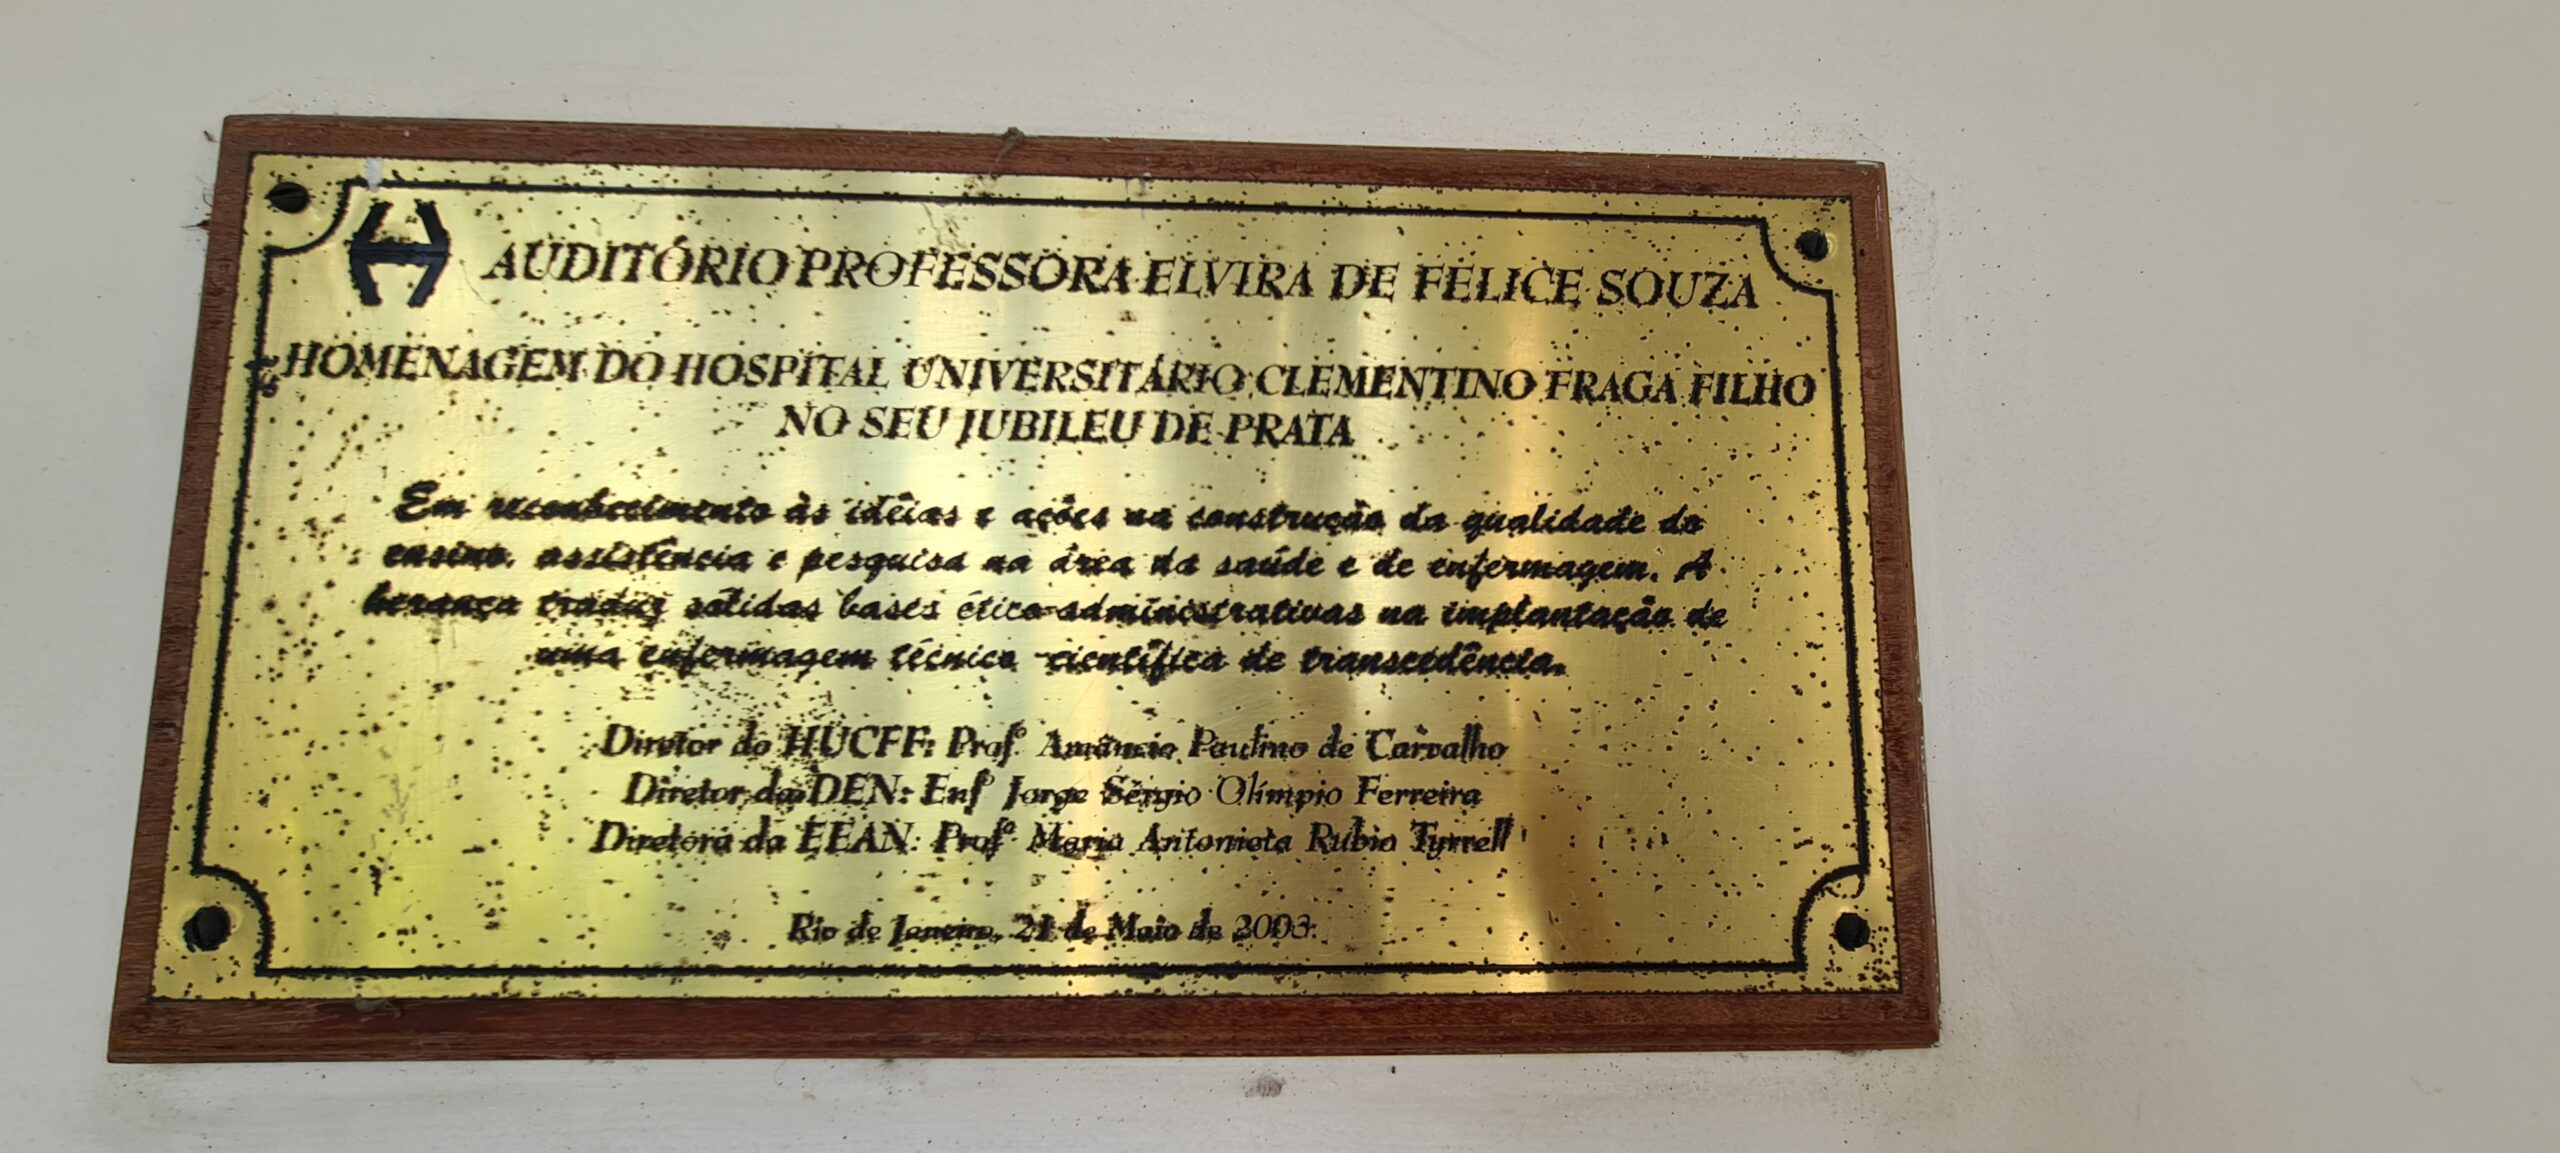 AUDITÓRIO PROFESSORA ELVIRA DE FELICE SOUZA
HOMENAGEM DO HOSPITAL UNIVERSITÁRIO CLEMENTINO FRAGA FILHO
NO SEU JUBILEU DE PRATA
Em reconhecimento às idéias e ações na construção da qualidade do
ensino, assistência e pesquisa na área da saúde e de enfermagem. A
herança traduz sólidas bases ético-administrativas na implantação de
uma enfermagem técnico-científica de transcedência.
Diretor do HUCFF: Profº Amâncio Paulino de Carvalho
Diretor da DEN: Enfº Jorge Sérgio Olímpio Ferreira
Diretora da EEAN: Profª Maria Antonieta Rubio Tyrrell
Rio de Janeiro, 21 de Maio de 2003.